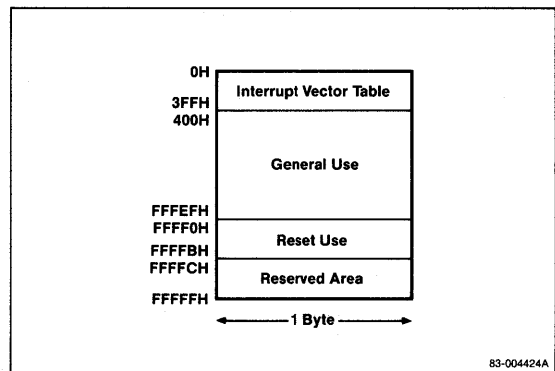 0H
Interrupt Vector Table
3FFH
400H
General Use
FFFEFH
FFFF0H
Reset Use
FFFFBH
FFFFCH
Reserved Area
FFFFFH
1 Byte
83-004424A